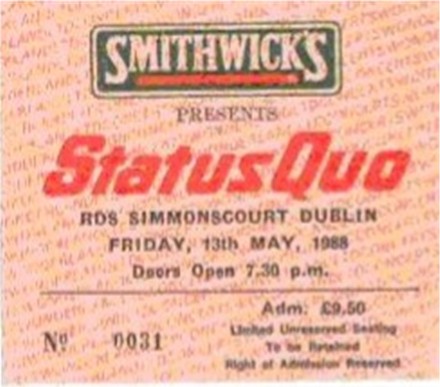 SMITHWICK'S
PRESENTS
Status Quo
RDS SIMMONSCOURT DUBLIN
FRIDAY, 13th MAY, 1988
Doors Open 7.30 p.m.
Adm: £9.50
Limited Unreserved Seating
Nº 0031
To be Retained
Right of Admission Reserved